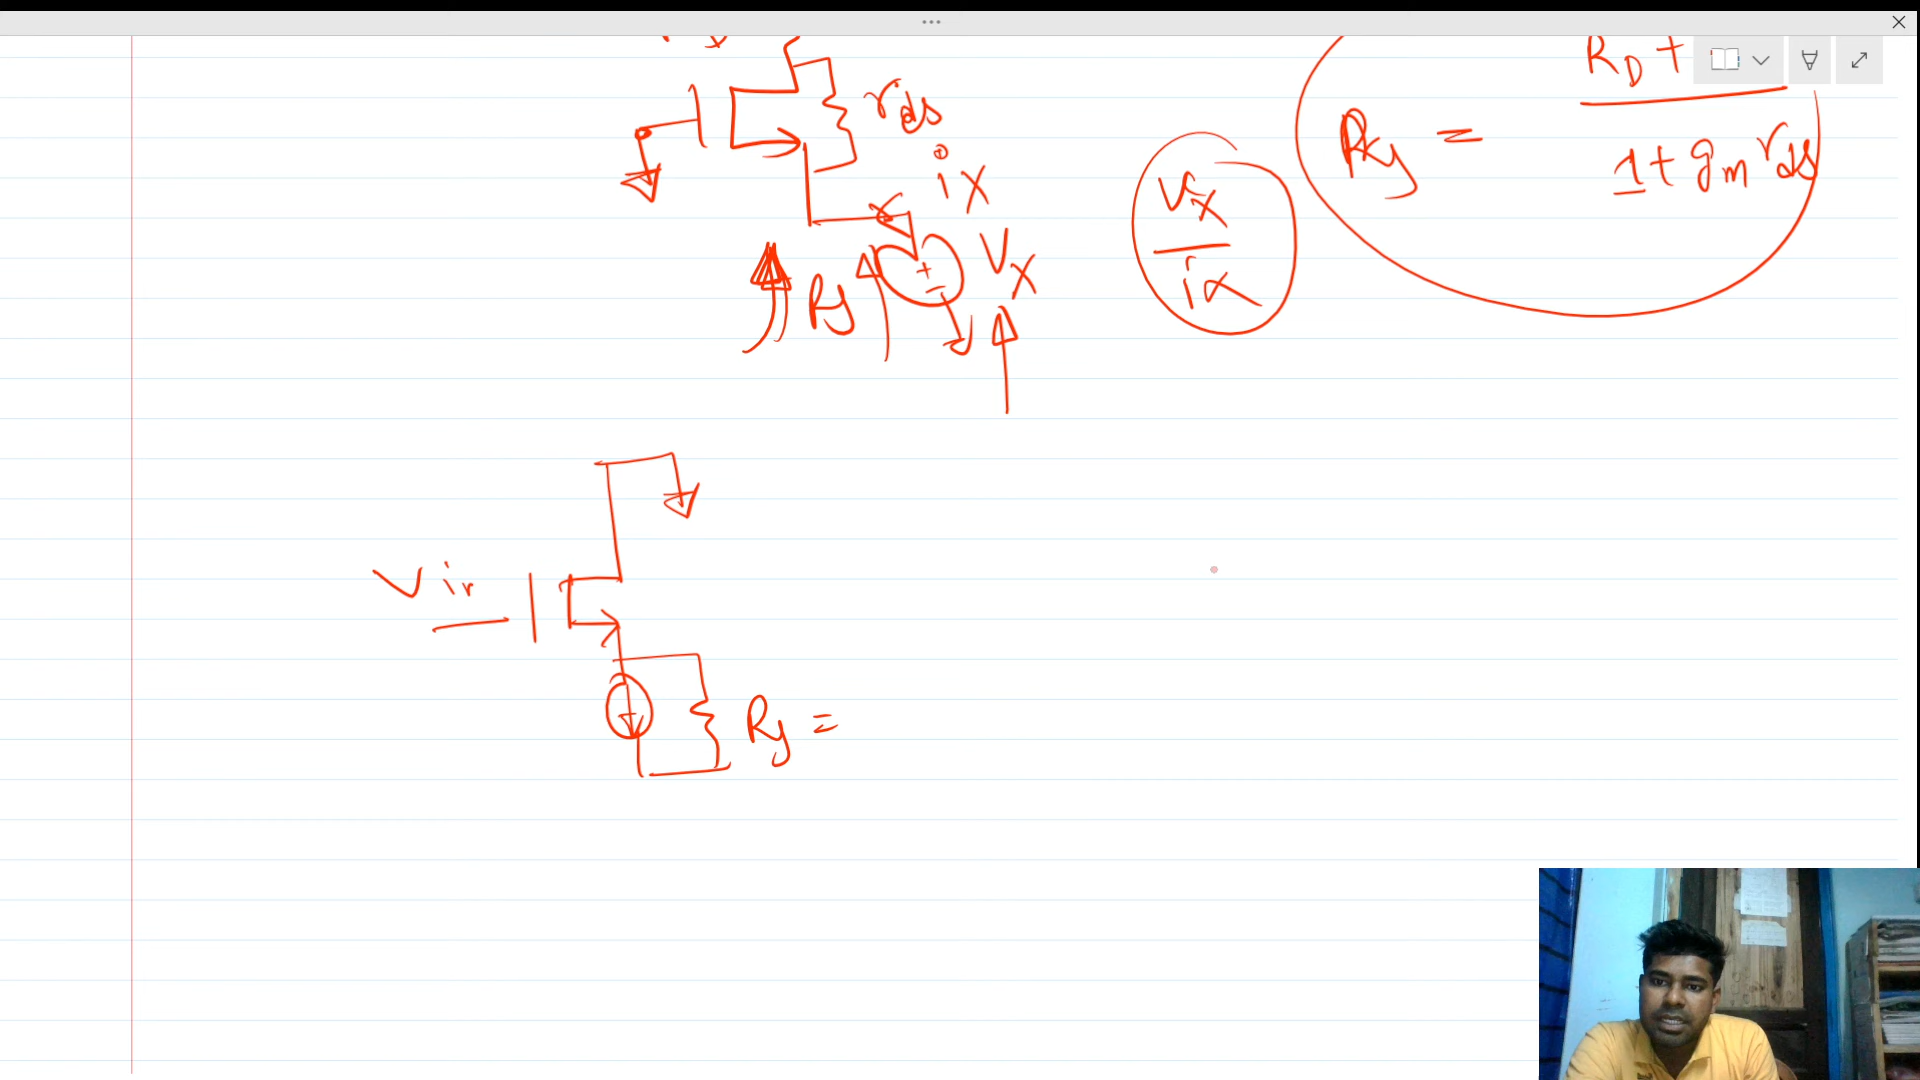 rds
ix
Vx
Ry
Vx
ix
RD +
Ry =
1 + gm rds
Vin
Ry =